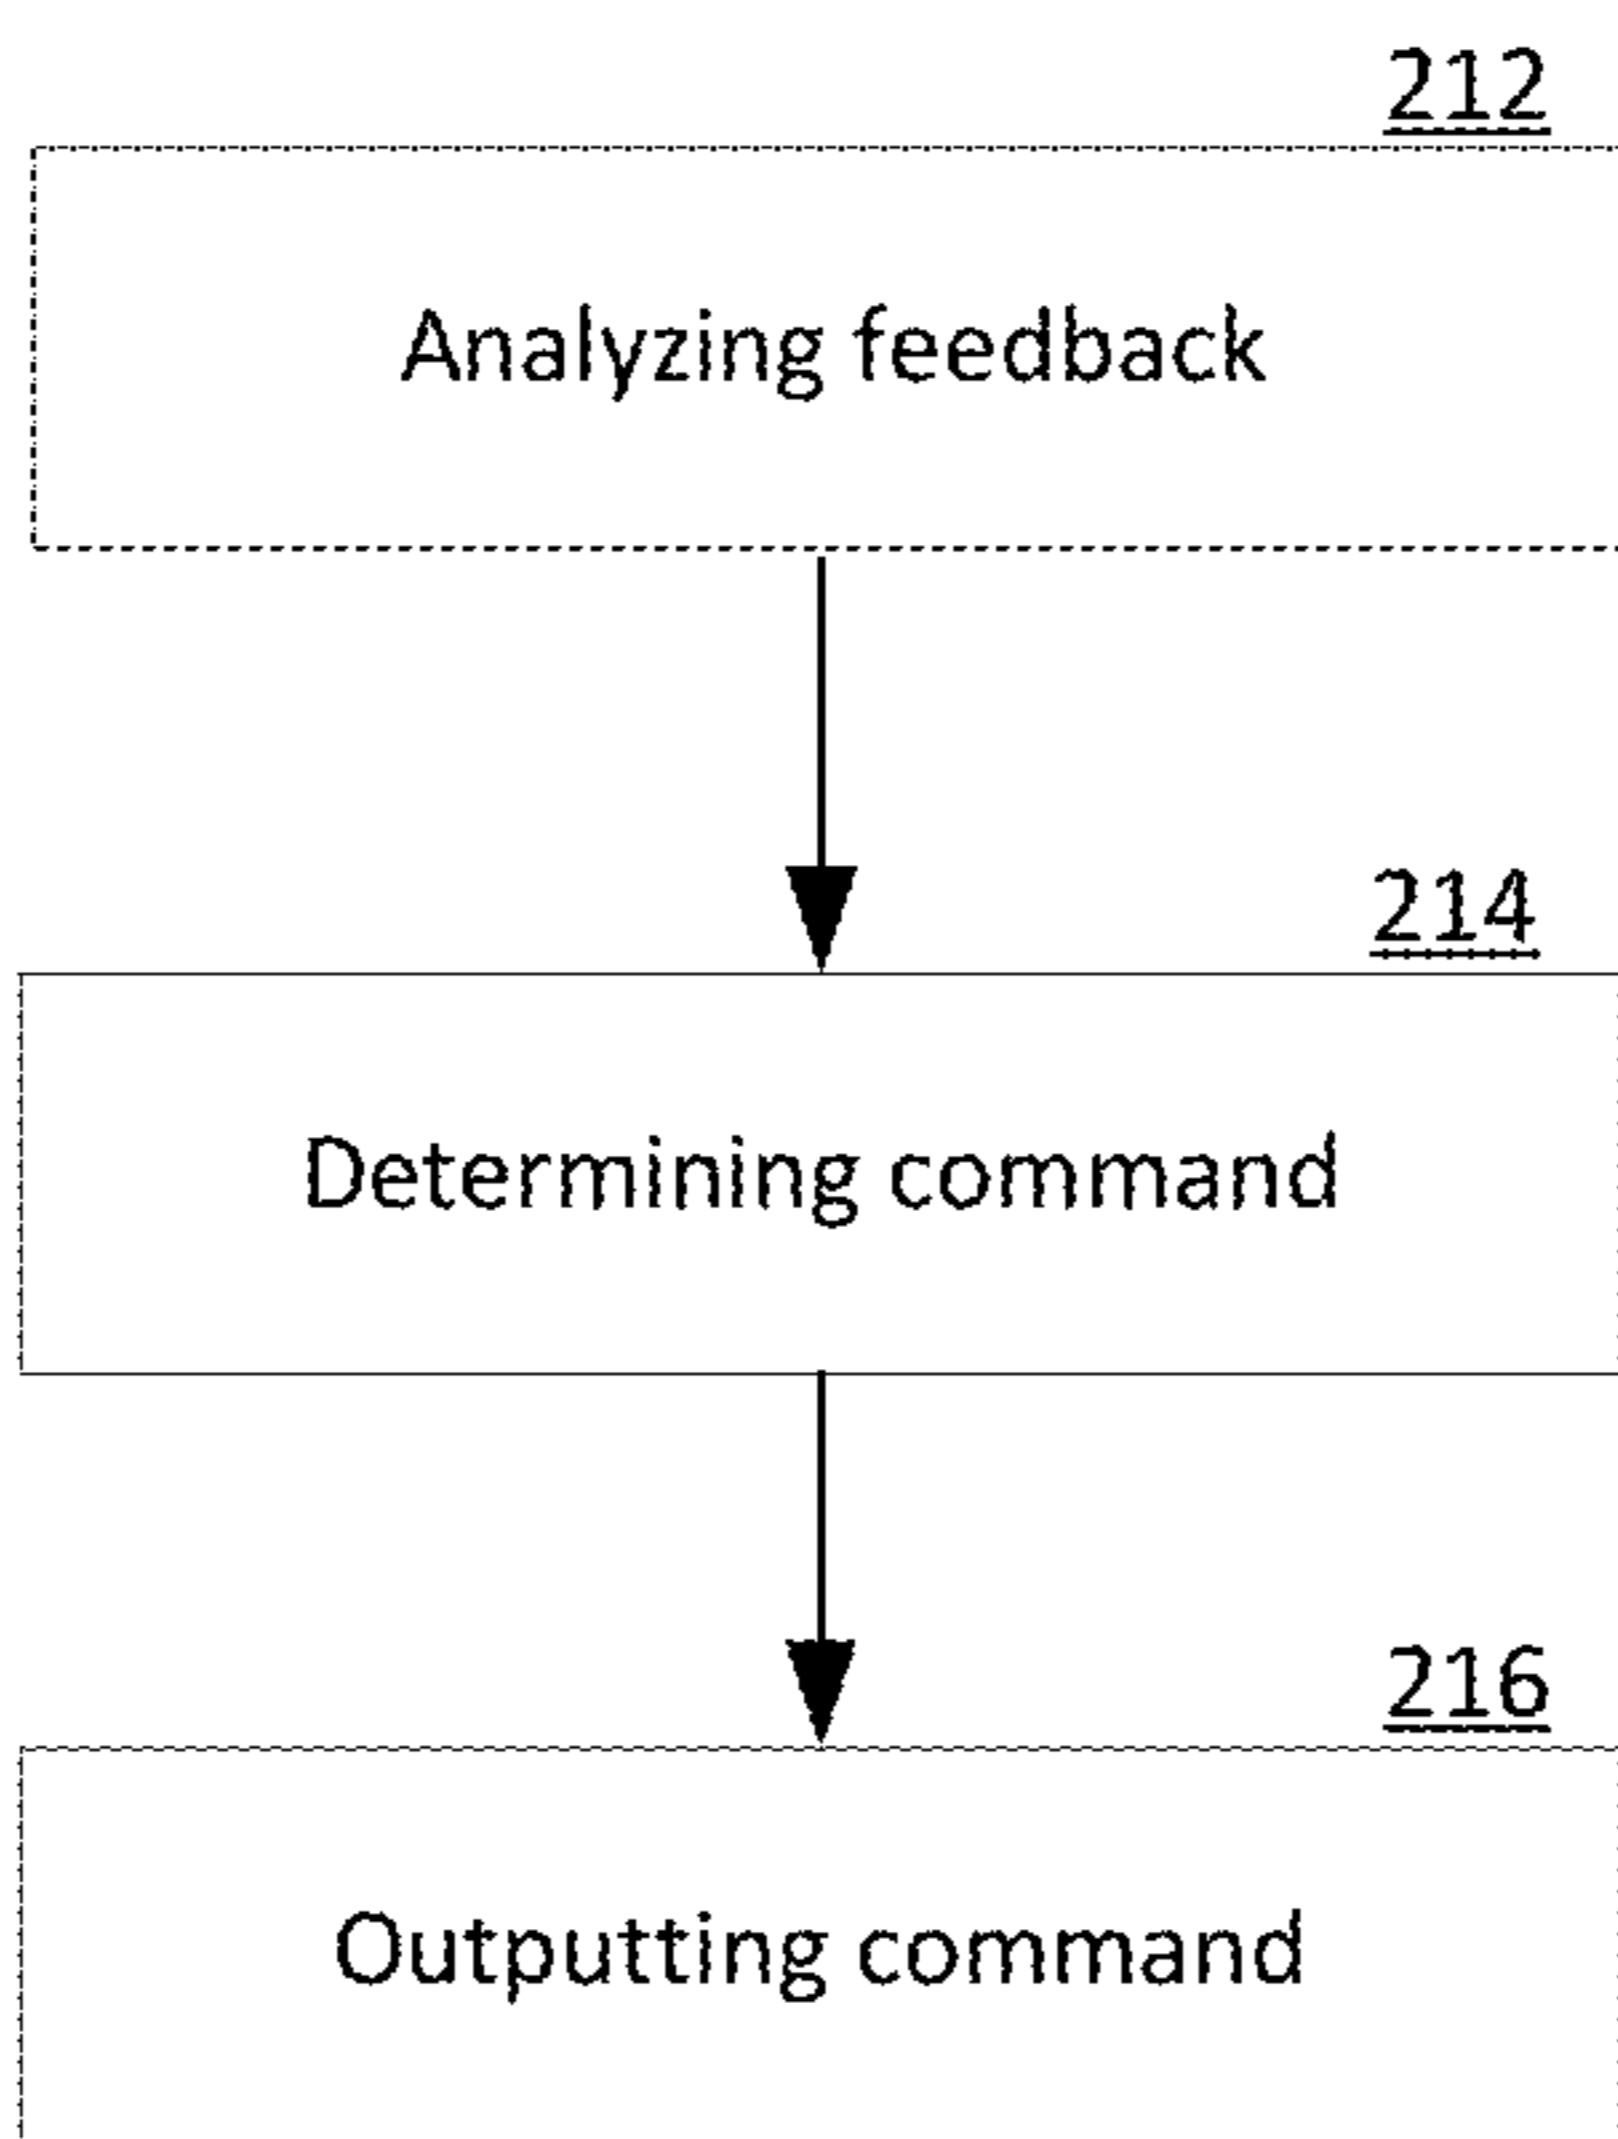 212
Analyzing feedback
214
Determining command
216
Outputting command